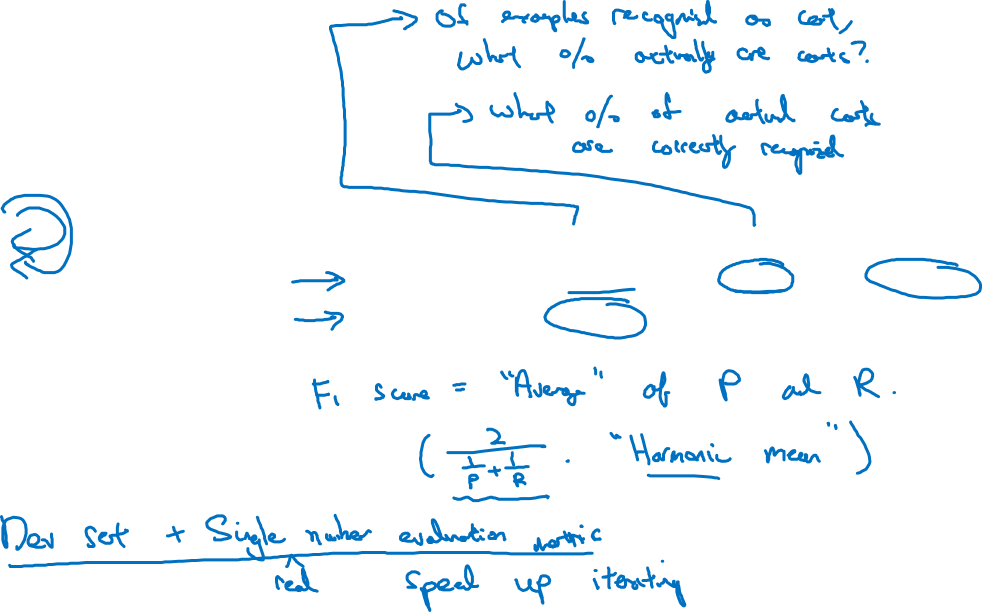 Of examples recognized as cat,
What % actually are cats?
What % of actual cats
are correctly recognized
F₁ score = "Average" of P and R.
( 2 / (1/P + 1/R) . "Harmonic mean" )
Dev set + Single number evaluation metric
real speed up iterating